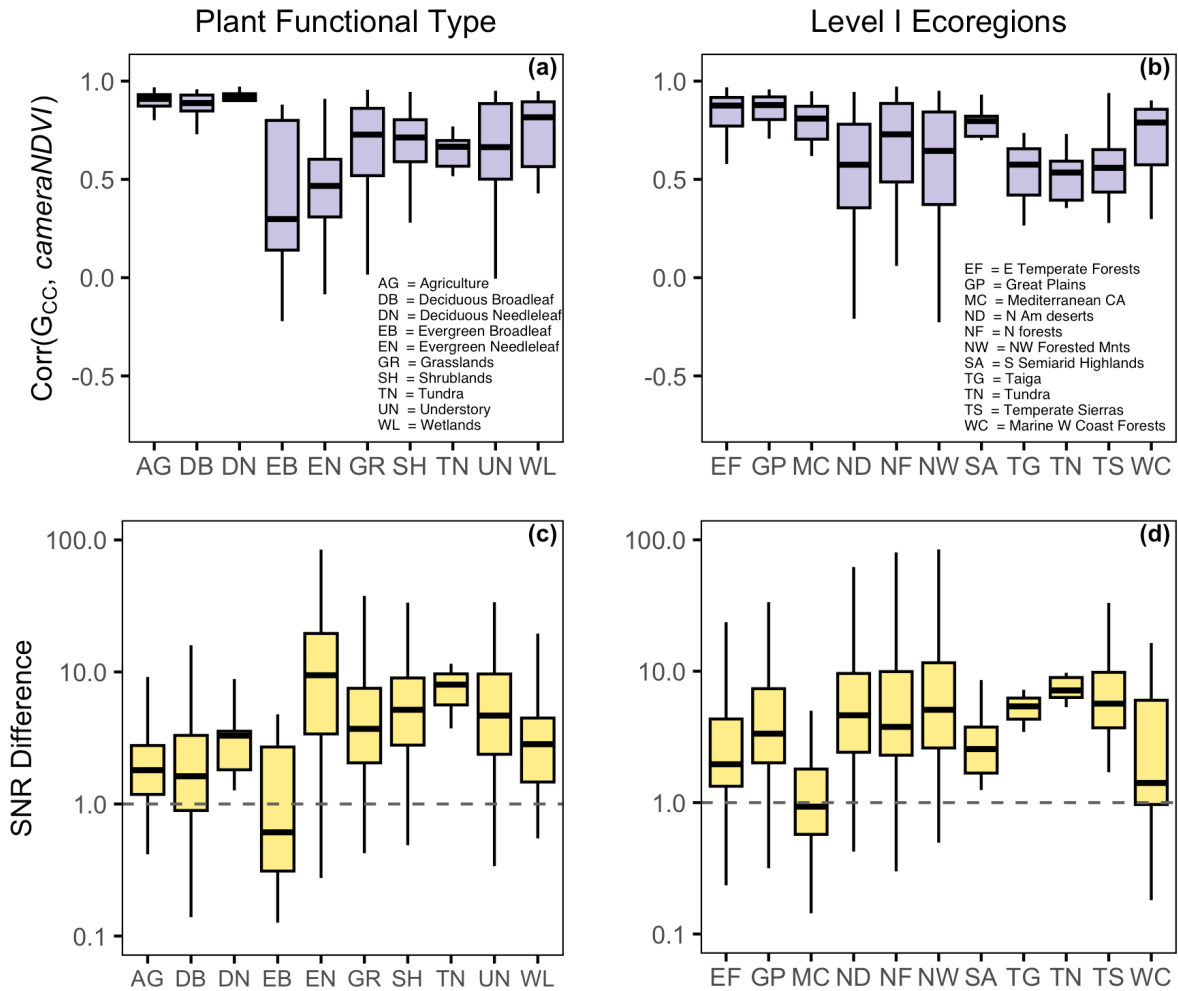 Plant Functional Type
Level I Ecoregions
Corr(GCC, cameraNDVI)
(a)
1.0
0.5
0.0
-0.5
AG = Agriculture
DB = Deciduous Broadleaf
DN = Deciduous Needleleaf
EB = Evergreen Broadleaf
EN = Evergreen Needleleaf
GR = Grasslands
SH = Shrublands
TN = Tundra
UN = Understory
WL = Wetlands
AG DB DN EB EN GR SH TN UN WL
(b)
1.0
0.5
0.0
-0.5
EF = E Temperate Forests
GP = Great Plains
MC = Mediterranean CA
ND = N Am deserts
NF = N forests
NW = NW Forested Mnts
SA = S Semiarid Highlands
TG = Taiga
TN = Tundra
TS = Temperate Sierras
WC = Marine W Coast Forests
EF GP MC ND NF NW SA TG TN TS WC
SNR Difference
(c)
100.0
10.0
1.0
0.1
AG DB DN EB EN GR SH TN UN WL
(d)
100.0
10.0
1.0
0.1
EF GP MC ND NF NW SA TG TN TS WC